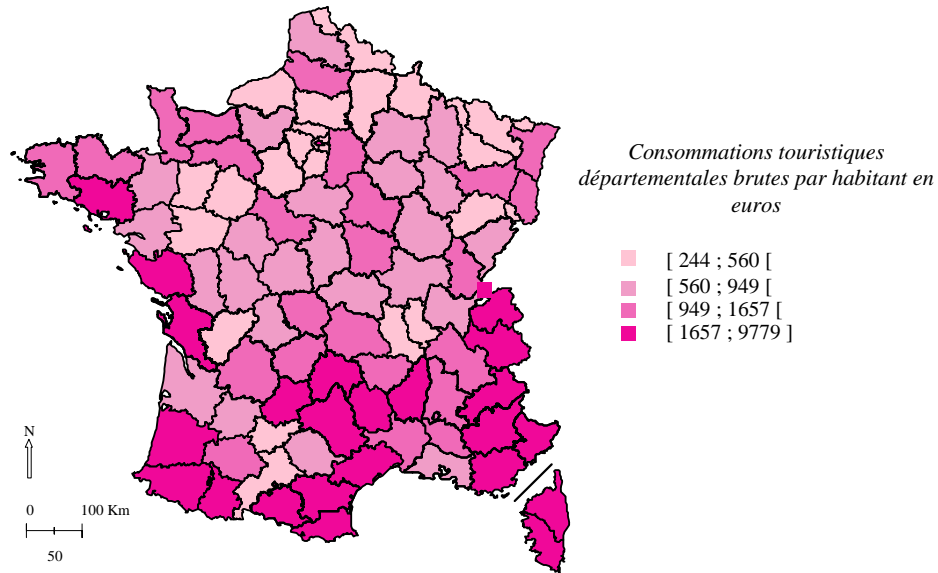 Consommations touristiques
départementales brutes par habitant en
euros
[ 244 ; 560 [
[ 560 ; 949 [
[ 949 ; 1657 [
[ 1657 ; 9779 ]
N
0 100 Km
50